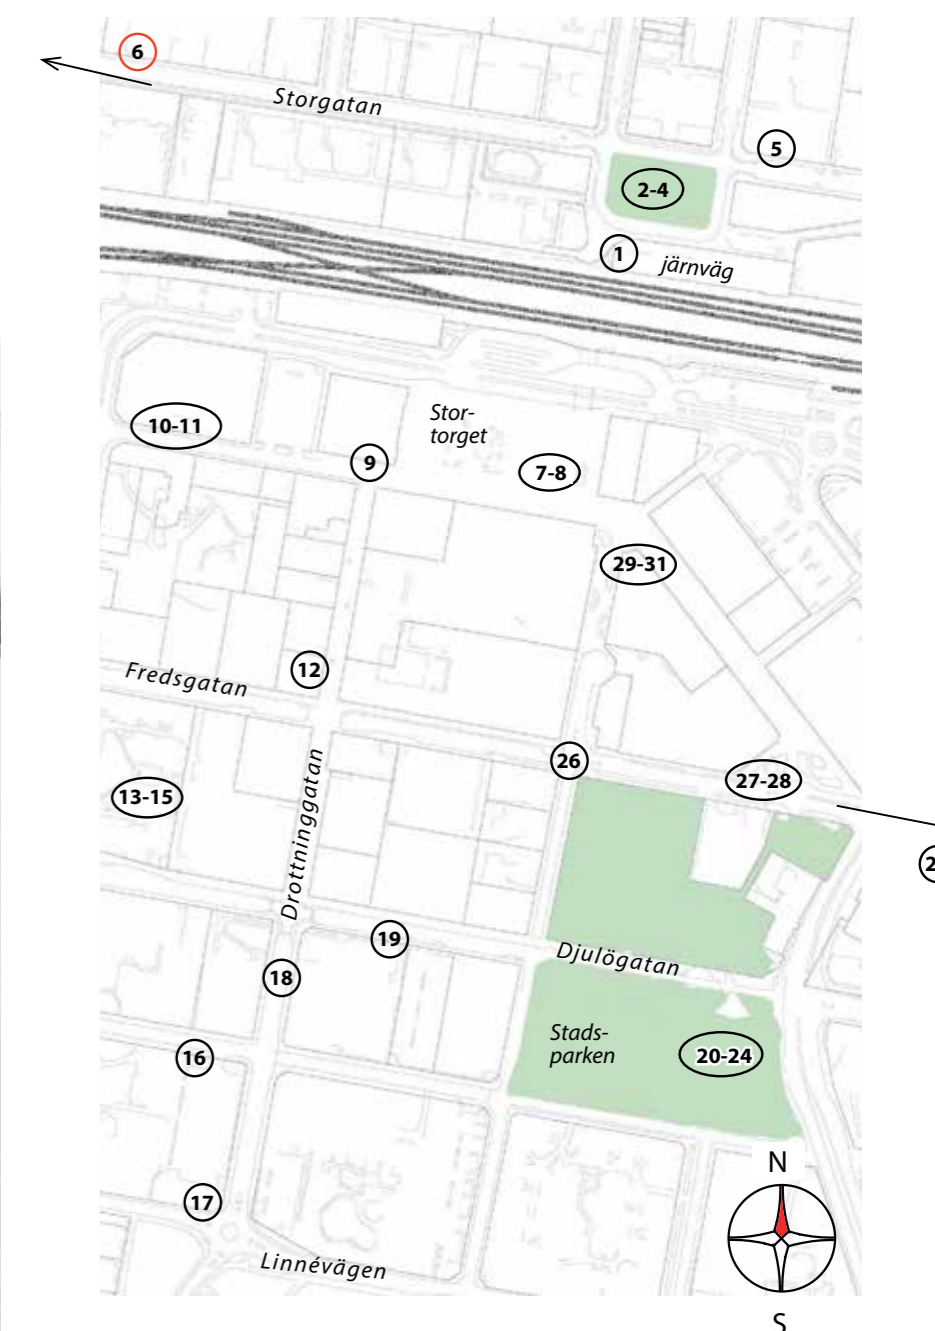 6
Storgatan
5
2-4
1
järnväg
Stor-
torget
10-11
9
7-8
29-31
12
Fredsgatan
26
27-28
13-15
Drottninggatan
19
Djulögatan
18
Stads-
parken
16
20-24
N
17
Linnévägen
S